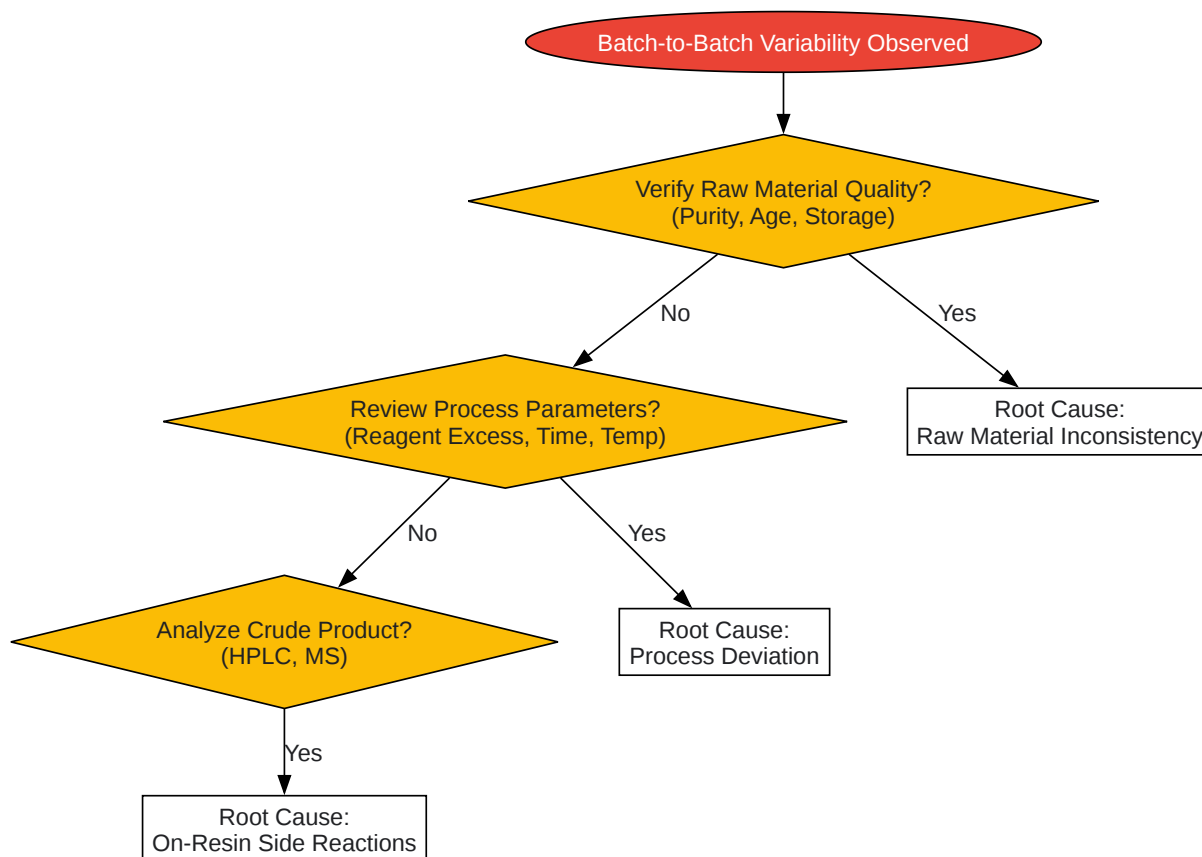 Batch-to-Batch Variability Observed
Verify Raw Material Quality?
(Purity, Age, Storage)
No
Yes
Review Process Parameters?
(Reagent Excess, Time, Temp)
Root Cause:
Raw Material Inconsistency
No
Yes
Analyze Crude Product?
(HPLC, MS)
Root Cause:
Process Deviation
Yes
Root Cause:
On-Resin Side Reactions